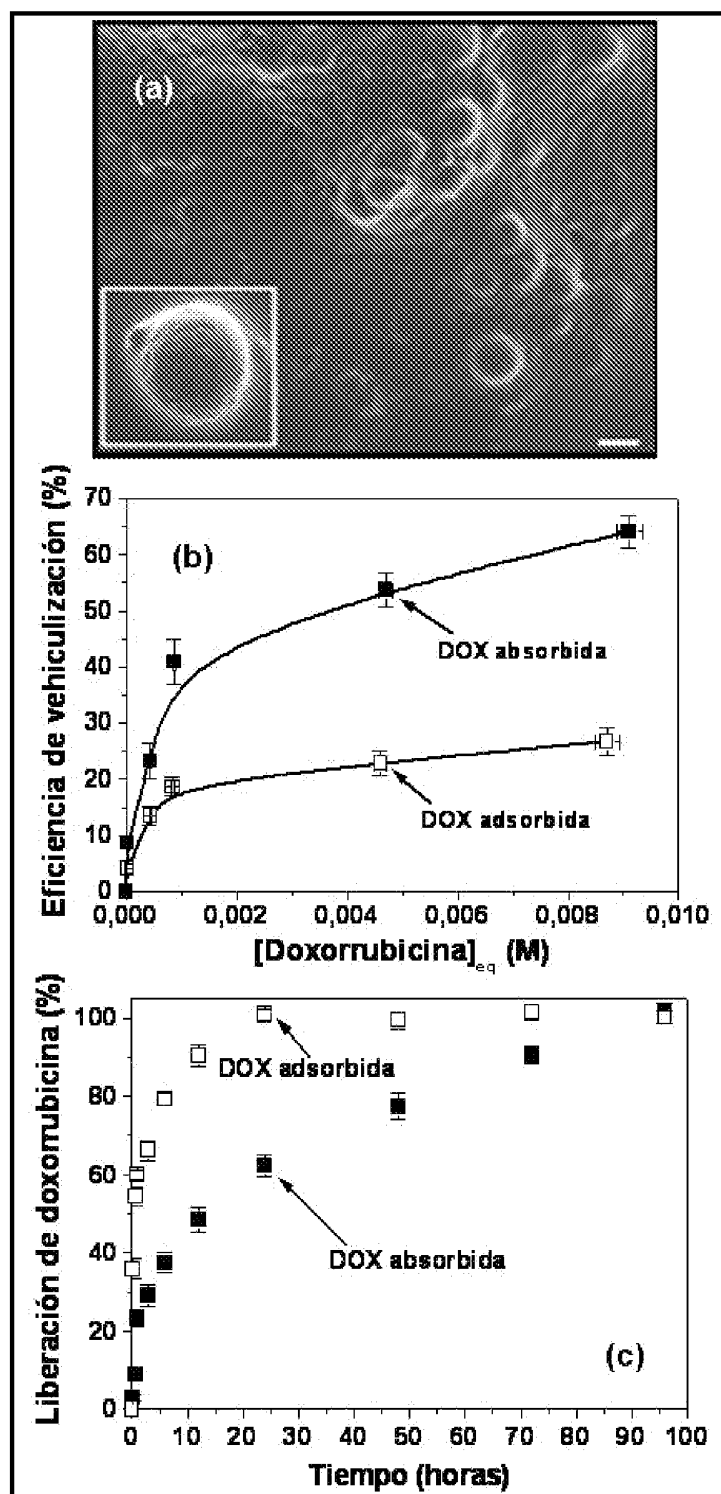 (a)
Eficiencia de vehiculización (%)
70
60
50
40
30
20
10
0
(b)
DOX absorbida
DOX adsorbida
0,000 0,002 0,004 0,006 0,008 0,010
[Doxorrubicina]eq (M)
Liberación de doxorrubicina (%)
100
80
60
40
20
0
DOX adsorbida
DOX absorbida
(c)
0 10 20 30 40 50 60 70 80 90 100
Tiempo (horas)